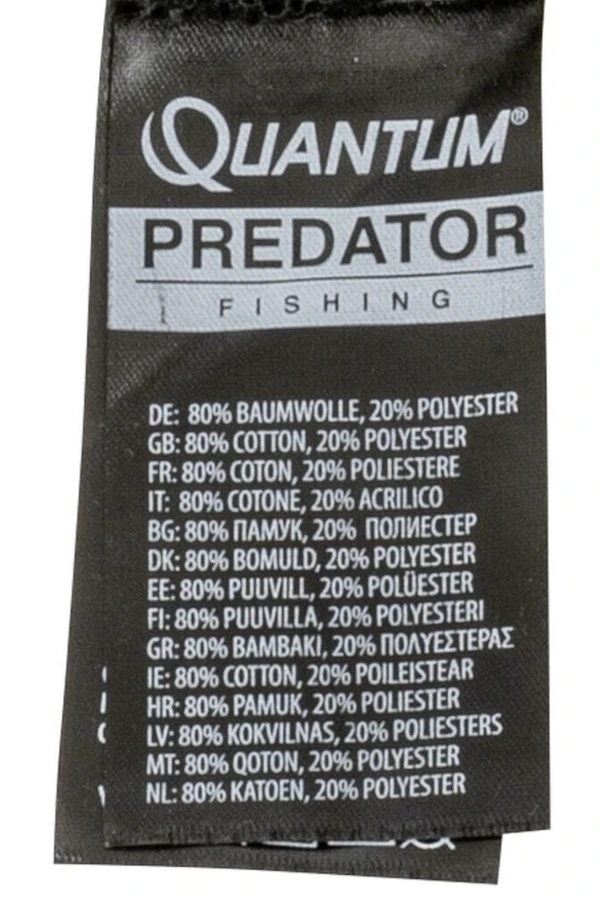 QUANTUM®
PREDATOR
FISHING
DE: 80% BAUMWOLLE, 20% POLYESTER
GB: 80% COTTON, 20% POLYESTER
FR: 80% COTON, 20% POLIESTERE
IT: 80% COTONE, 20% ACRILICO
BG: 80% ПАМУК, 20% ПОЛИЕСТЕР
DK: 80% BOMULD, 20% POLYESTER
EE: 80% PUUVILL, 20% POLÜESTER
FI: 80% PUUVILLA, 20% POLYESTERI
GR: 80% ΒΑΜΒΑΚΙ, 20% ΠΟΛΥΕΣΤΕΡΑΣ
IE: 80% COTTON, 20% POILEISTEAR
HR: 80% PAMUK, 20% POLIESTER
LV: 80% KOKVILNAS, 20% POLIESTERS
MT: 80% QOTON, 20% POLYESTER
NL: 80% KATOEN, 20% POLYESTER